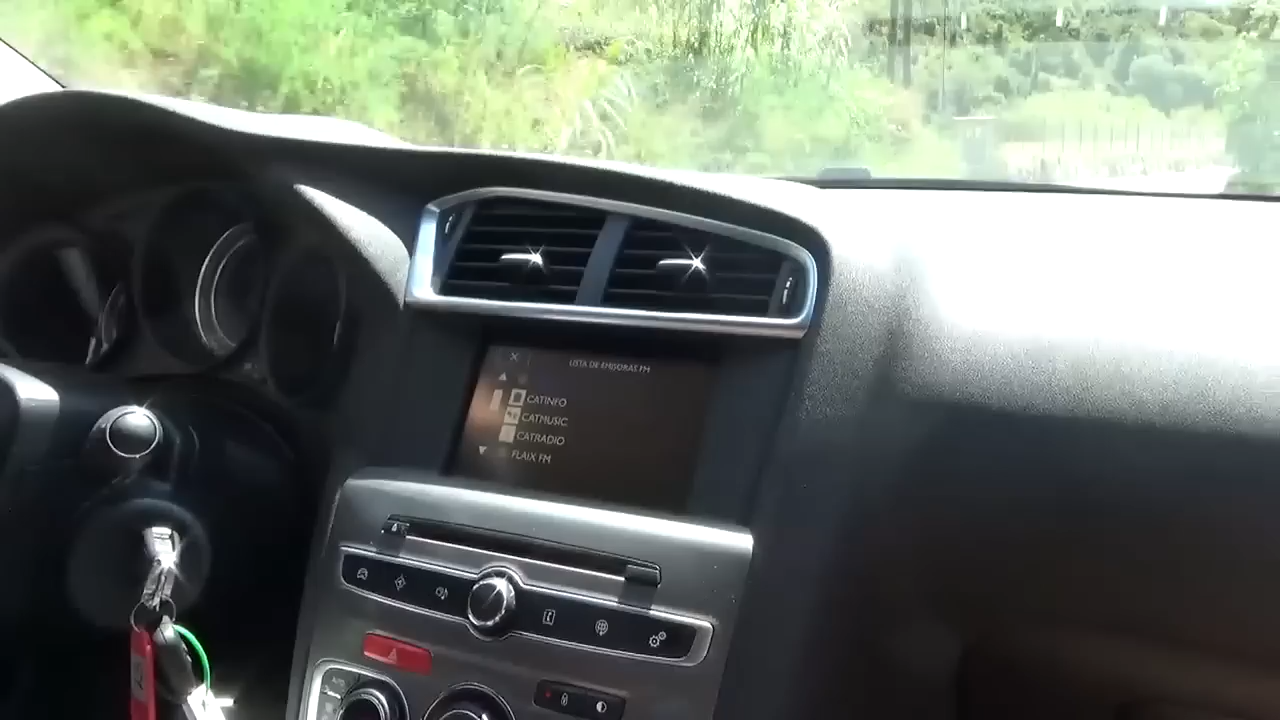 LISTA DE EMISORAS FM
CATINFO
CATMUSIC
CATRADIO
FLAIX FM